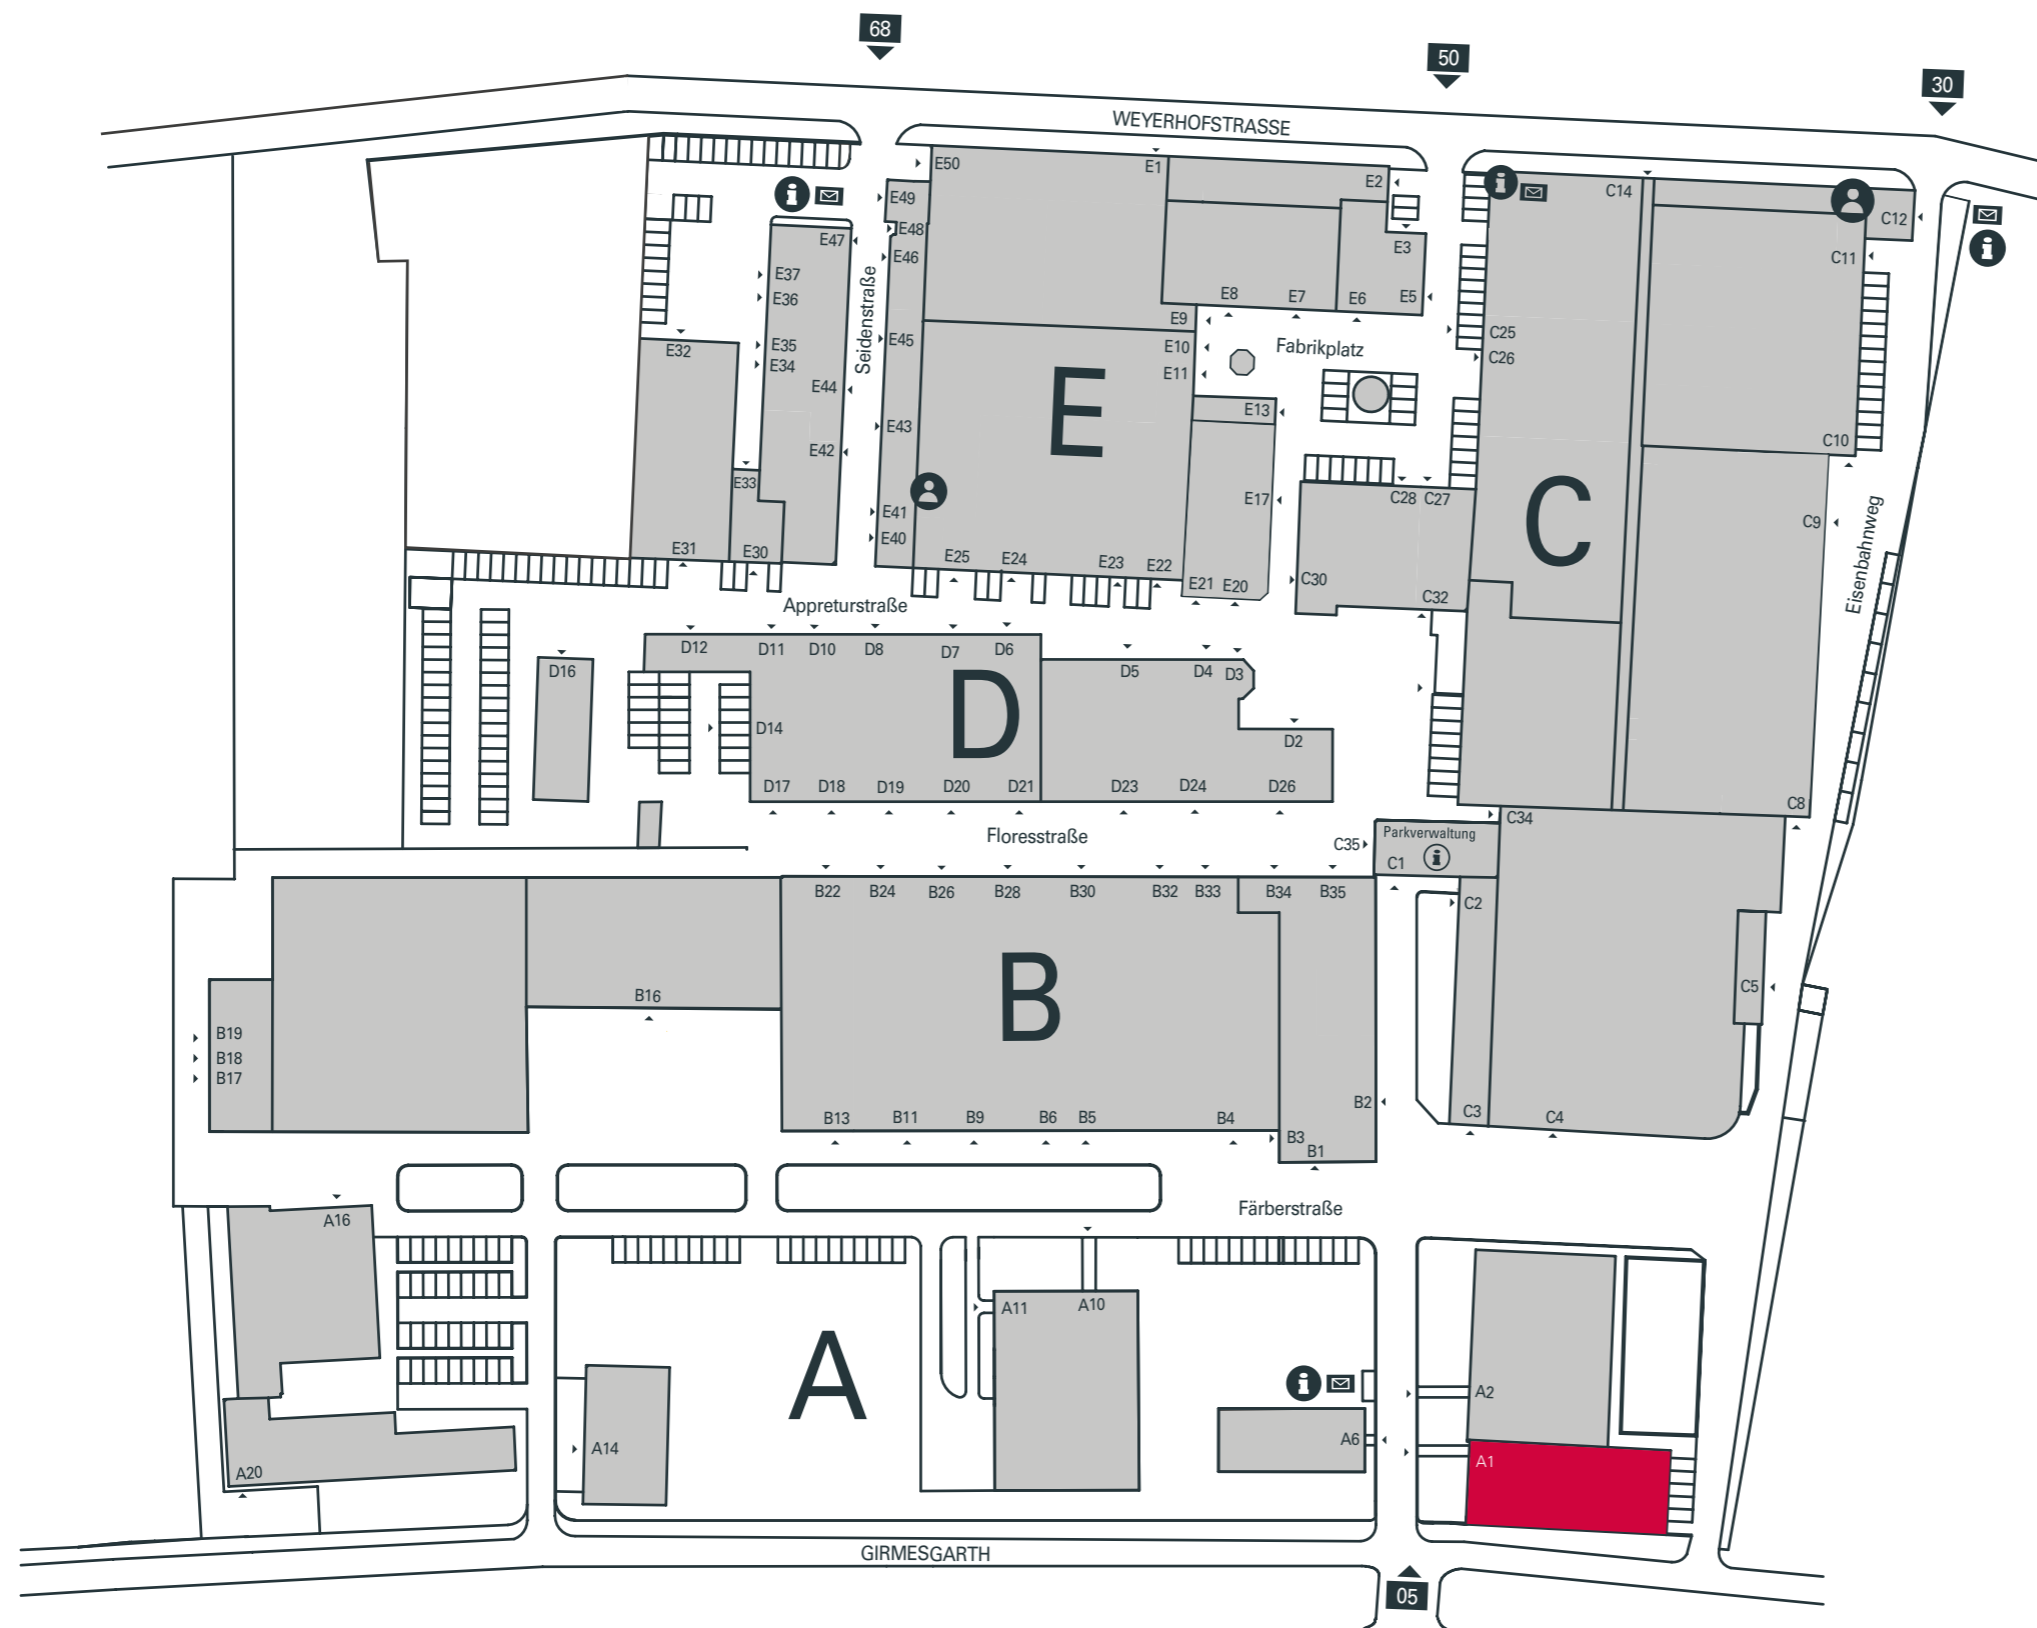 68
50
30
WEYERHOFSTRASSE
E50
E1
E2
C14
E49
C12
E48
E47
E3
E46
C11
E37
E36
E8
E7
E6
E5
Seidenstraße
E9
C25
E45
E35
E32
E10
Fabrikplatz
C26
E34
E11
E44
E
E13
E43
C10
E42
E33
E17
C28
C27
C
E41
C9
E40
Eisenbahnweg
E31
E30
E25
E24
E23
E22
E21
E20
C30
C32
Appreturstraße
D12
D11
D10
D8
D7
D6
D16
D5
D4
D3
D
D14
D2
D17
D18
D19
D20
D21
D23
D24
D26
C8
C34
Floresstraße
Parkverwaltung
C35
C1
B22
B24
B26
B28
B30
B32
B33
B34
B35
C2
B
B16
C5
B19
B18
B17
B2
B13
B11
B9
B6
B5
B4
C3
C4
B3
B1
Färberstraße
A16
A11
A10
A
A2
A14
A6
A1
A20
GIRMESGARTH
05